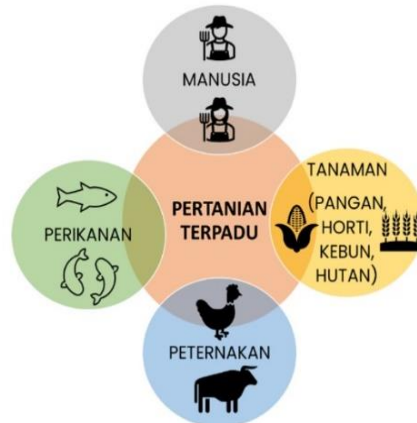 MANUSIA
PERTANIAN
TERPADU
TANAMAN
(PANGAN,
HORTI,
KEBUN,
HUTAN)
PERIKANAN
PETERNAKAN